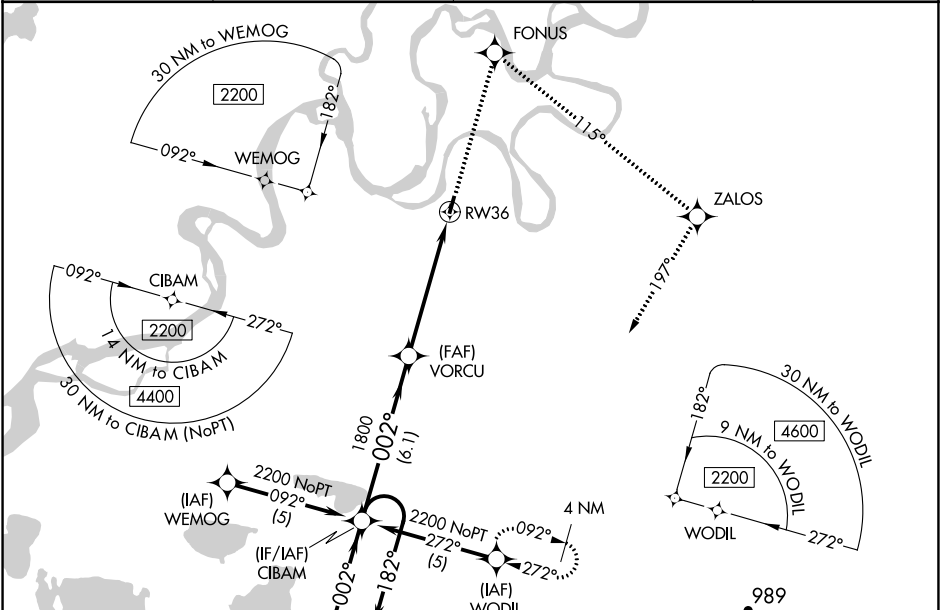 FONUS
30 NM to WEMOG
2200
182°
092°
WEMOG
115°
ZALOS
RW36
197°
092°
CIBAM
272°
2200
14 NM to CIBAM
4400
30 NM to CIBAM (NoPT)
(FAF)
VORCU
1800
002°
(6.1)
30 NM to WODIL
182°
4600
9 NM to WODIL
2200
WODIL
272°
2200 NoPT
092°
(5)
(IAF)
WEMOG
2200 NoPT
272°
(5)
092°
4 NM
272°
(IF/IAF)
CIBAM
002°
182°
(IAF)
WODIL
989